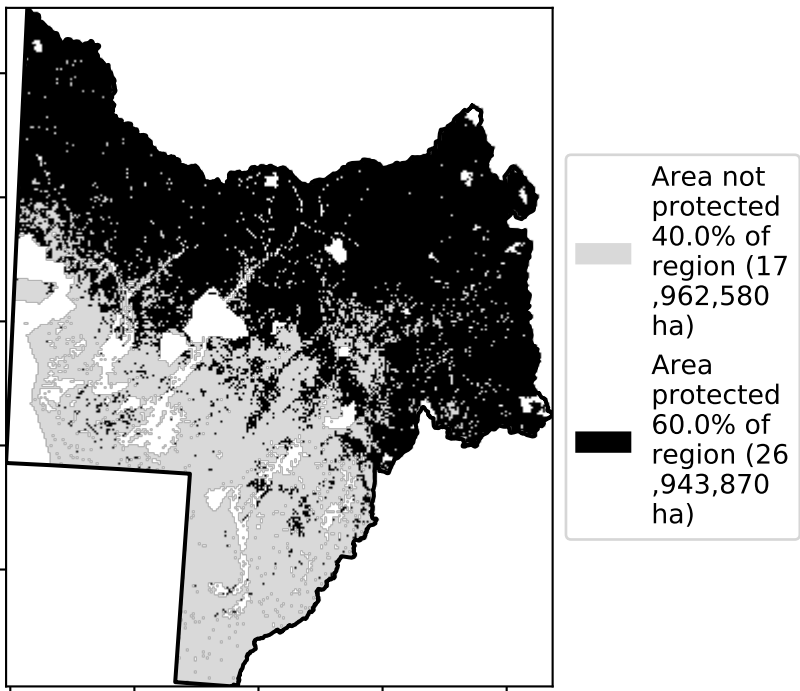 Area not
protected
40.0% of
region (17
,962,580
ha)
Area
protected
60.0% of
region (26
,943,870
ha)